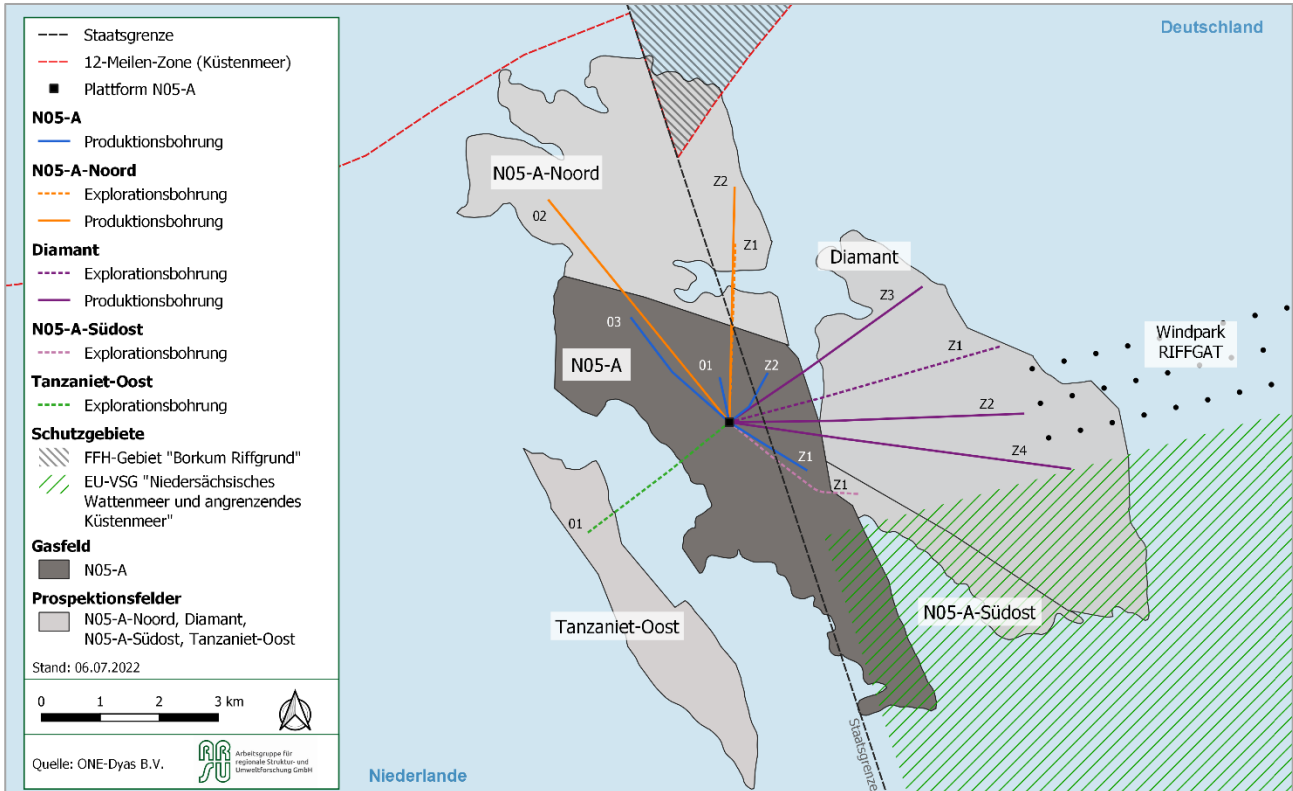 Staatsgrenze
12-Meilen-Zone (Küstenmeer)
Plattform N05-A
N05-A
Produktionsbohrung
N05-A-Noord
Explorationsbohrung
Produktionsbohrung
Diamant
Explorationsbohrung
Produktionsbohrung
N05-A-Südost
Explorationsbohrung
Tanzaniet-Oost
Explorationsbohrung
Schutzgebiete
FFH-Gebiet "Borkum Riffgrund"
EU-VSG "Niedersächsisches
Wattenmeer und angrenzendes
Küstenmeer"
Gasfeld
N05-A
Prospektionsfelder
N05-A-Noord, Diamant,
N05-A-Südost, Tanzaniet-Oost
Stand: 06.07.2022
0 1 2 3 km
Quelle: ONE-Dyas B.V.
ARSU
Arbeitsgruppe für
regionale Struktur- und
Umweltforschung GmbH
Deutschland
N05-A-Noord
02
Z2
Z1
Diamant
Z3
03
N05-A
01
Z2
Z1
Windpark
RIFFGAT
Z2
Z4
Z1
Z1
01
Tanzaniet-Oost
N05-A-Südost
Staatsgrenze
Niederlande